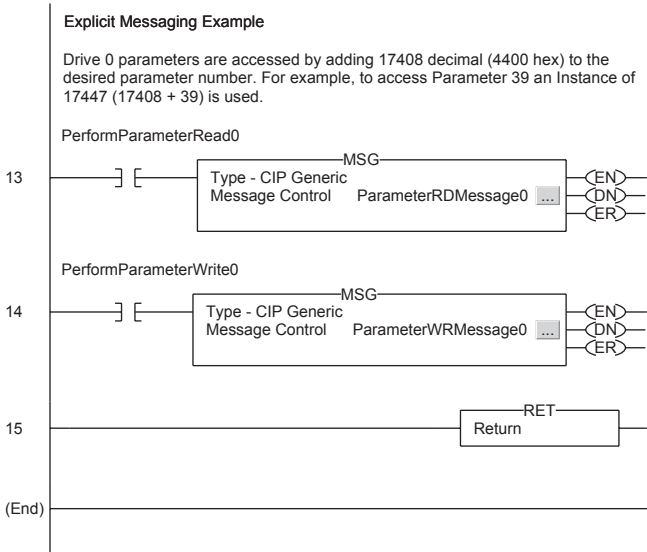 Explicit Messaging Example
Drive 0 parameters are accessed by adding 17408 decimal (4400 hex) to the
desired parameter number. For example, to access Parameter 39 an Instance of
17447 (17408 + 39) is used.
PerformParameterRead0
MSG
13
Type - CIP Generic
EN
Message Control ParameterRDMessage0 ...
DN
ER
PerformParameterWrite0
MSG
14
Type - CIP Generic
EN
Message Control ParameterWRMessage0 ...
DN
ER
RET
15
Return
(End)